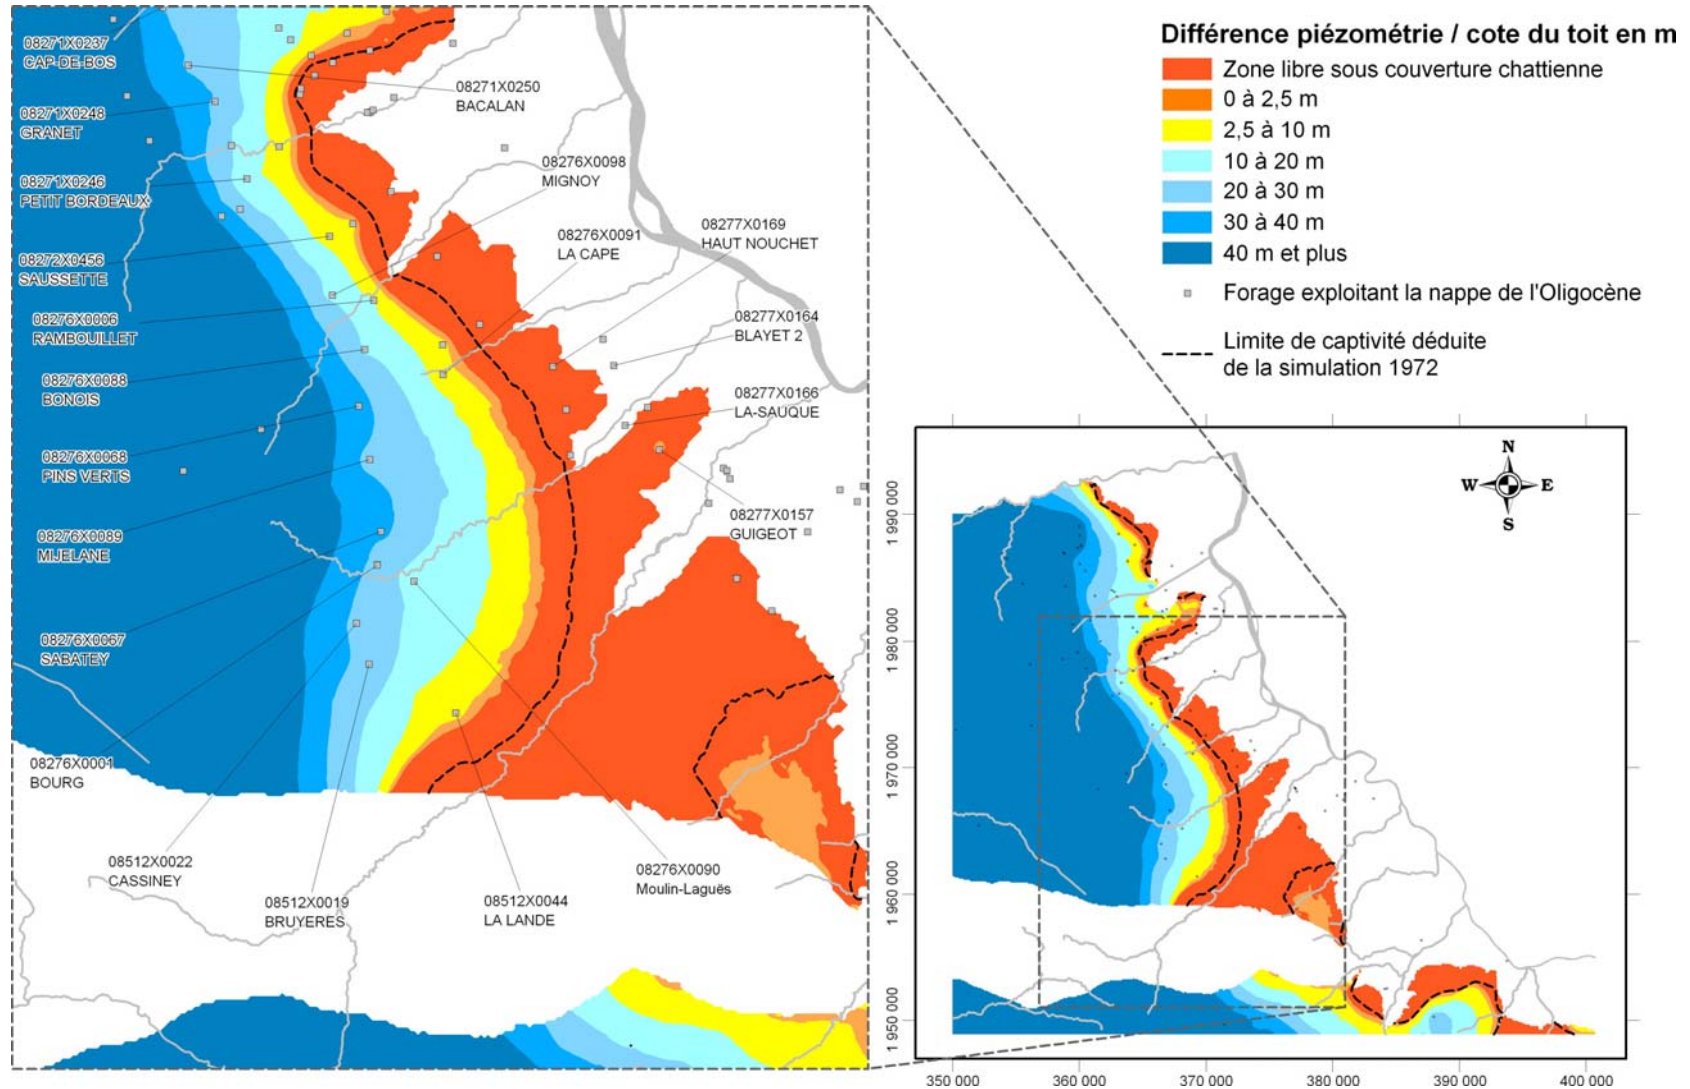 08271X0237
CAP-DE-BOS
08271X0250
BACALAN
08271X0248
GRANET
08276X0098
MIGNOY
08271X0246
PETIT BORDEAUX
08277X0169
HAUT NOUCHET
08276X0091
LA CAPE
08272X0456
SAUSSETTE
08276X0006
RAMBOUILLET
08277X0164
BLAYET 2
08276X0088
BONOIS
08277X0166
LA-SAUQUE
08276X0068
PINS VERTS
08277X0157
GUIGEOT
08276X0089
MIJELANE
08276X0067
SABATEY
08276X0001
BOURG
08512X0022
CASSINEY
08276X0090
Moulin-Laguës
08512X0019
BRUYERES
08512X0044
LA LANDE
Différence piézométrie / cote du toit en m
Zone libre sous couverture chattienne
0 à 2,5 m
2,5 à 10 m
10 à 20 m
20 à 30 m
30 à 40 m
40 m et plus
Forage exploitant la nappe de l'Oligocène
Limite de captivité déduite
de la simulation 1972
N
W E
S
1 990 000
1 980 000
1 970 000
1 960 000
1 950 000
350 000 360 000 370 000 380 000 390 000 400 000